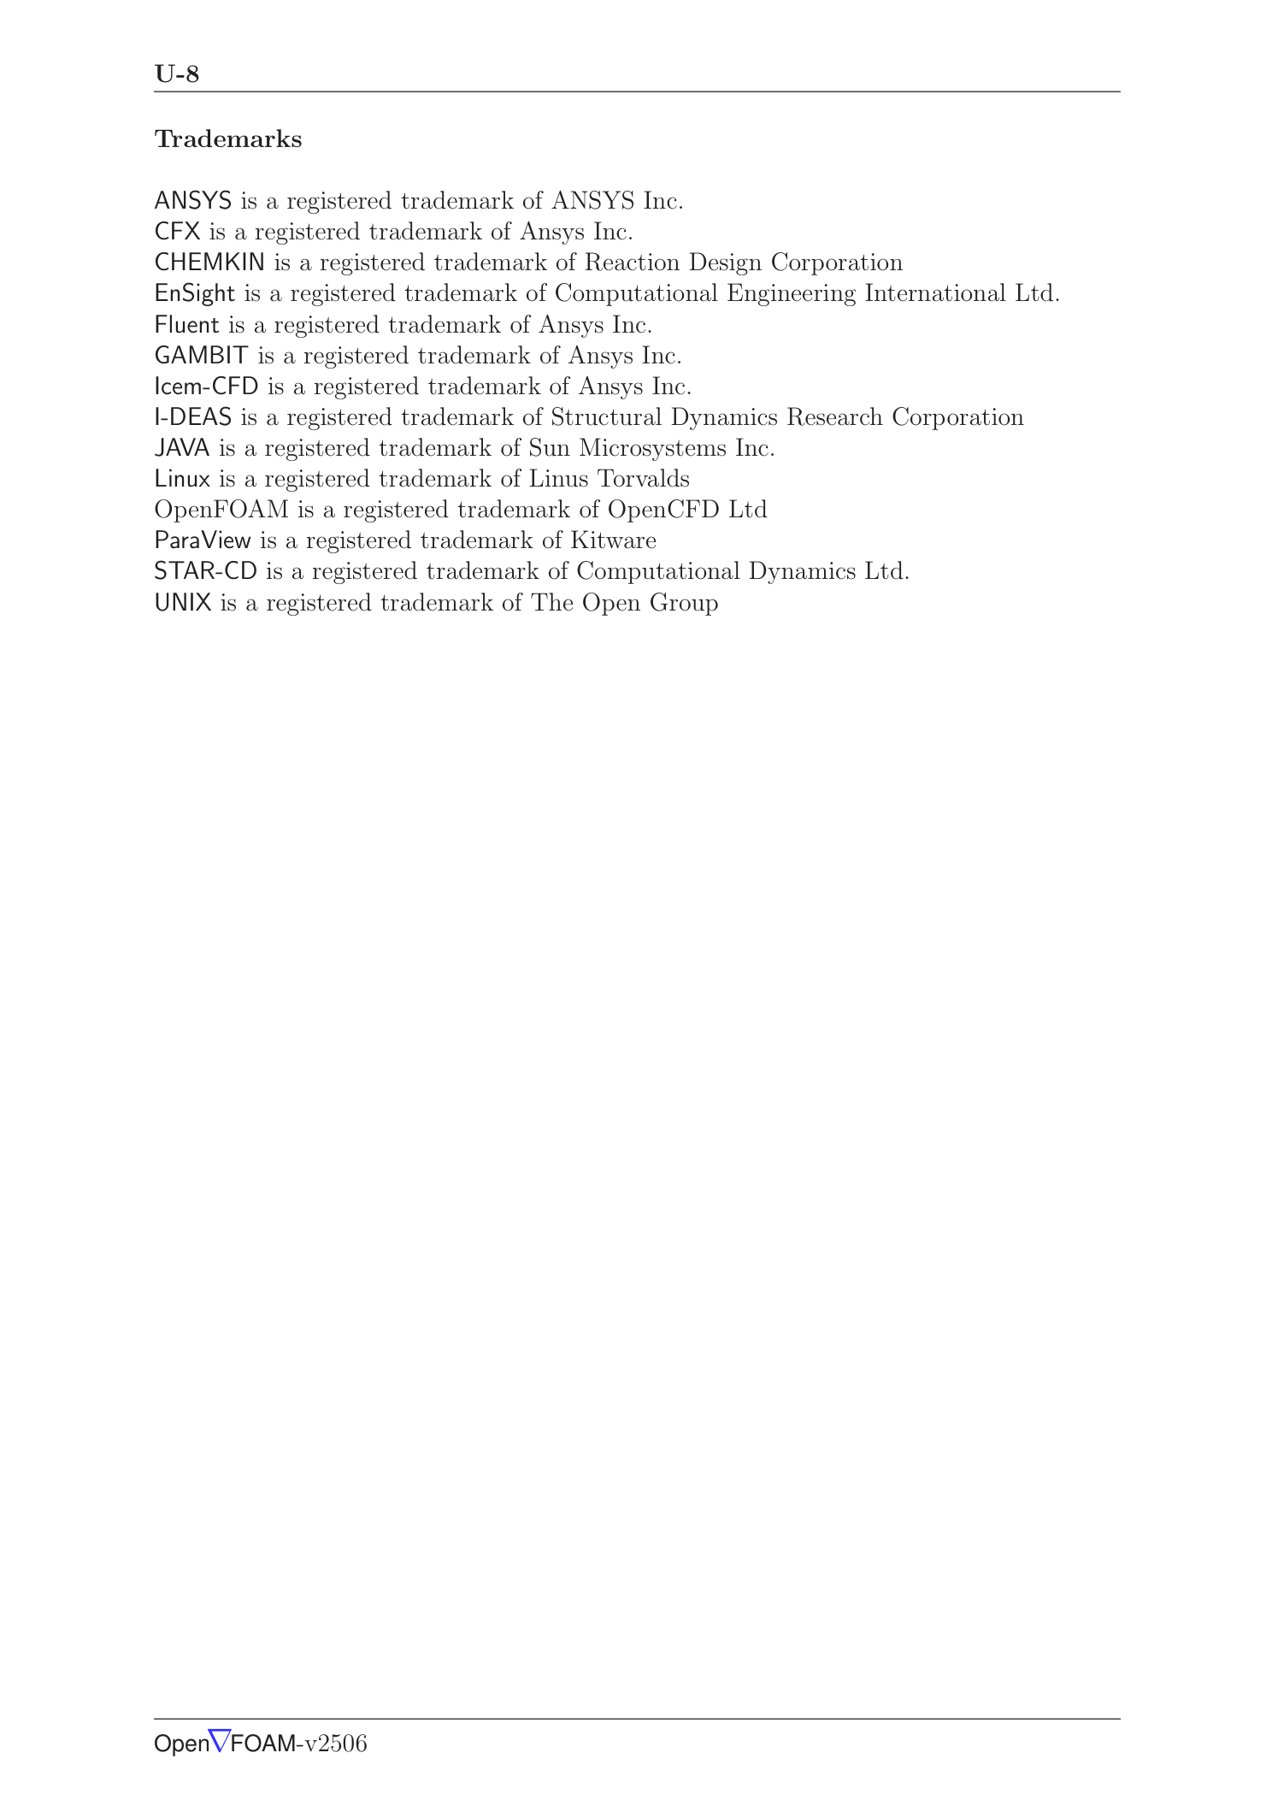 U-8
Trademarks
ANSYS is a registered trademark of ANSYS Inc.
CFX is a registered trademark of Ansys Inc.
CHEMKIN is a registered trademark of Reaction Design Corporation
EnSight is a registered trademark of Computational Engineering International Ltd.
Fluent is a registered trademark of Ansys Inc.
GAMBIT is a registered trademark of Ansys Inc.
Icem-CFD is a registered trademark of Ansys Inc.
I-DEAS is a registered trademark of Structural Dynamics Research Corporation
JAVA is a registered trademark of Sun Microsystems Inc.
Linux is a registered trademark of Linus Torvalds
OpenFOAM is a registered trademark of OpenCFD Ltd
ParaView is a registered trademark of Kitware
STAR-CD is a registered trademark of Computational Dynamics Ltd.
UNIX is a registered trademark of The Open Group
Open∇FOAM-v2506